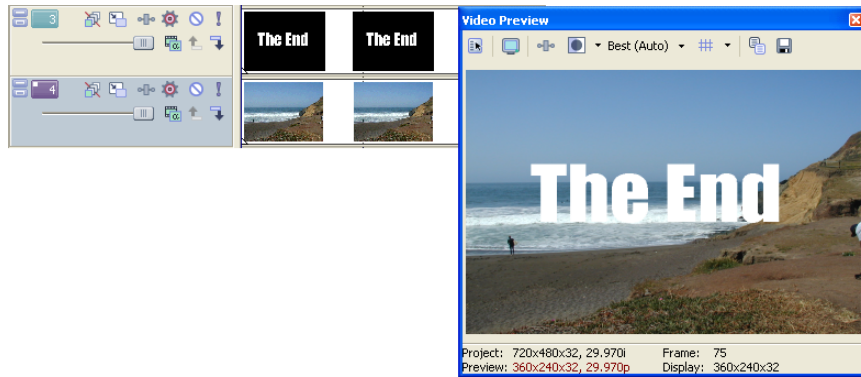 3
The End
The End
4
Video Preview
Best (Auto)
The End
Project: 720x480x32, 29.970i Frame: 75
Preview: 360x240x32, 29.970p Display: 360x240x32